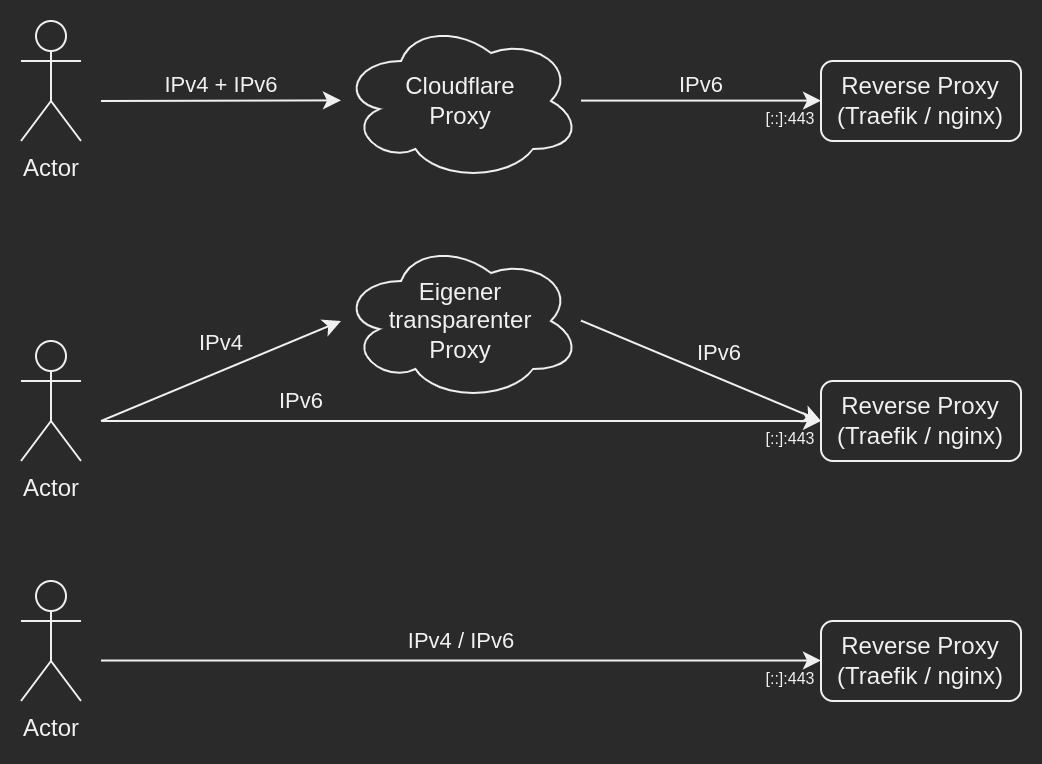 IPv4 + IPv6
Cloudflare
Proxy
IPv6
[::]:443
Reverse Proxy
(Traefik / nginx)
Actor
Eigener
transparenter
Proxy
IPv4
IPv6
IPv6
[::]:443
Reverse Proxy
(Traefik / nginx)
Actor
IPv4 / IPv6
[::]:443
Reverse Proxy
(Traefik / nginx)
Actor